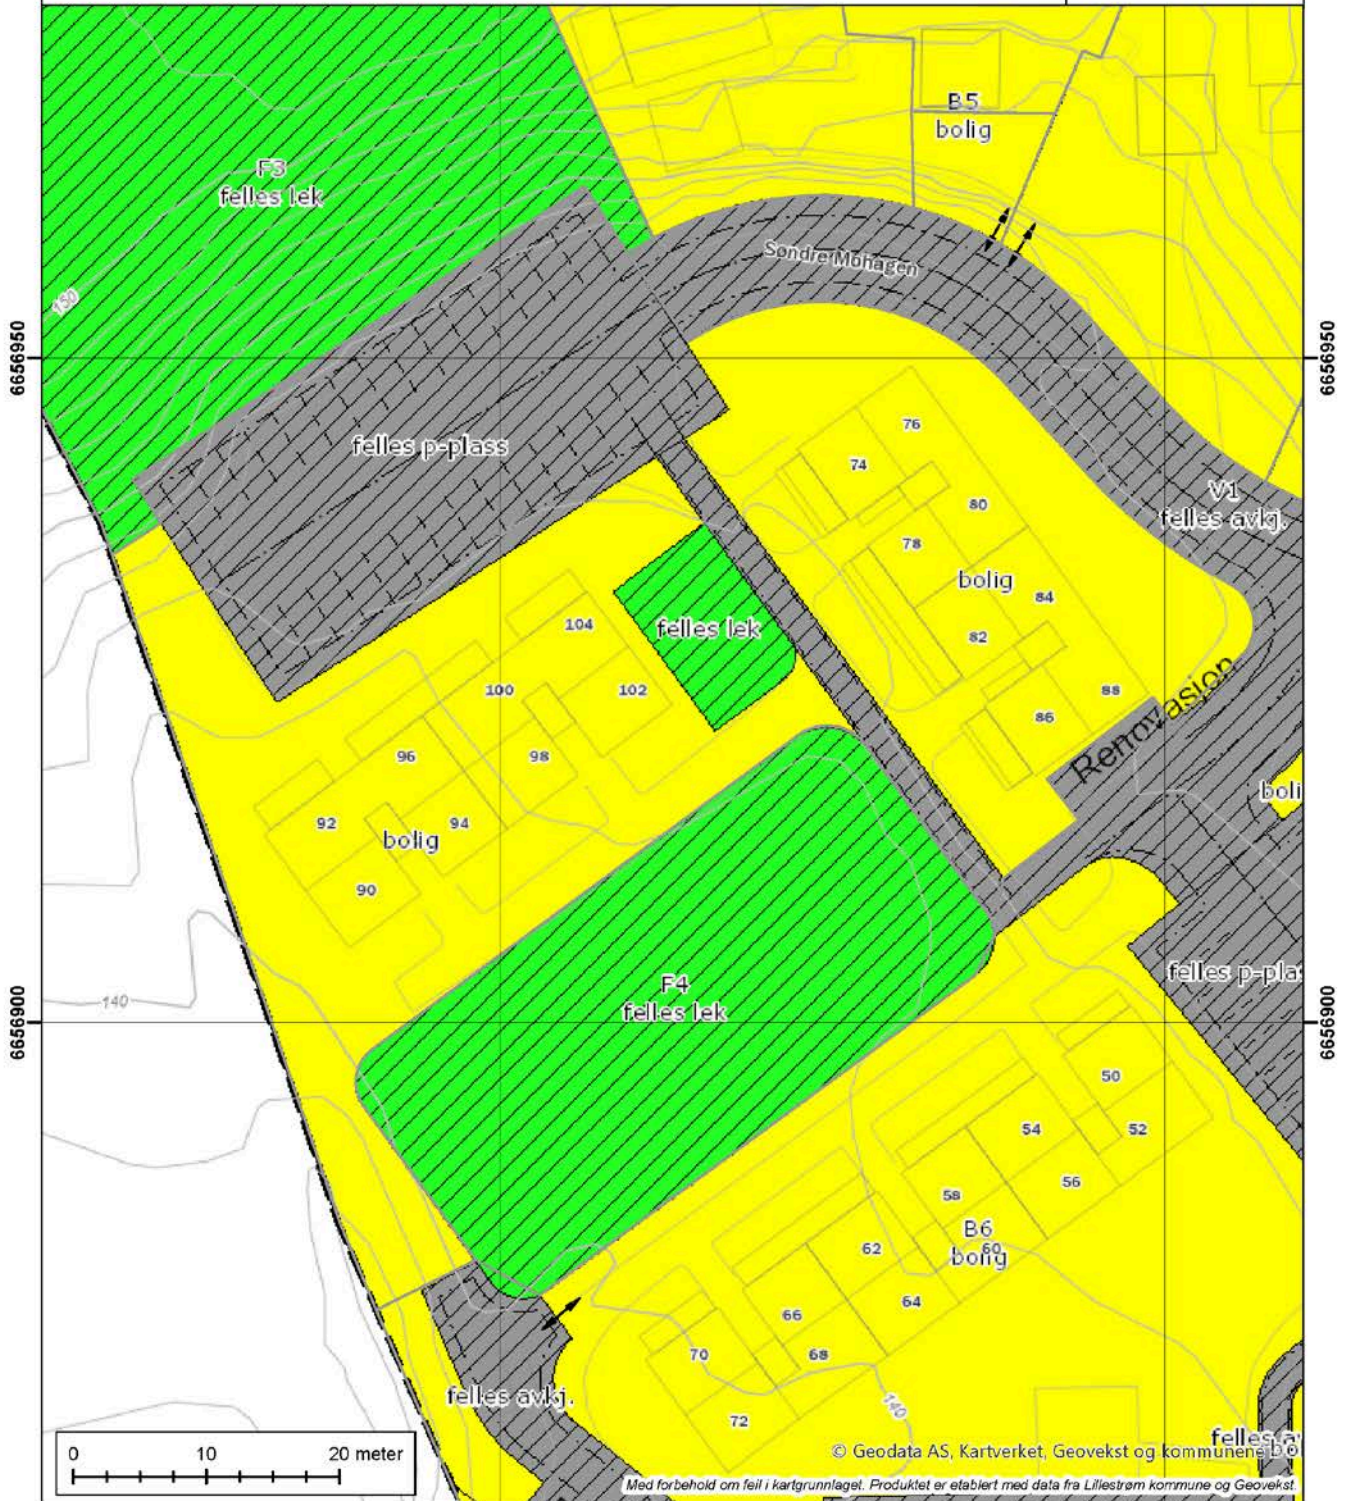 B5
bolig
F3
felles lek
Søndre Mohagen
150
6656950
6656950
felles p-plass
76
74
80
V1
felles avkj.
78
bolig
84
104
felles lek
82
100
102
88
86
Renovasjon
96
98
92
94
bolig
90
felles p-pla
140
F4
felles lek
6656900
6656900
50
54
52
56
58
B6
bolig
60
62
64
66
70
68
felles avkj.
140
72
0 10 20 meter
© Geodata AS, Kartverket, Geovekst og kommunene
Med forbehold om feil i kartgrunnlaget. Produktet er etablert med data fra Lillestrøm kommune og Geovekst.